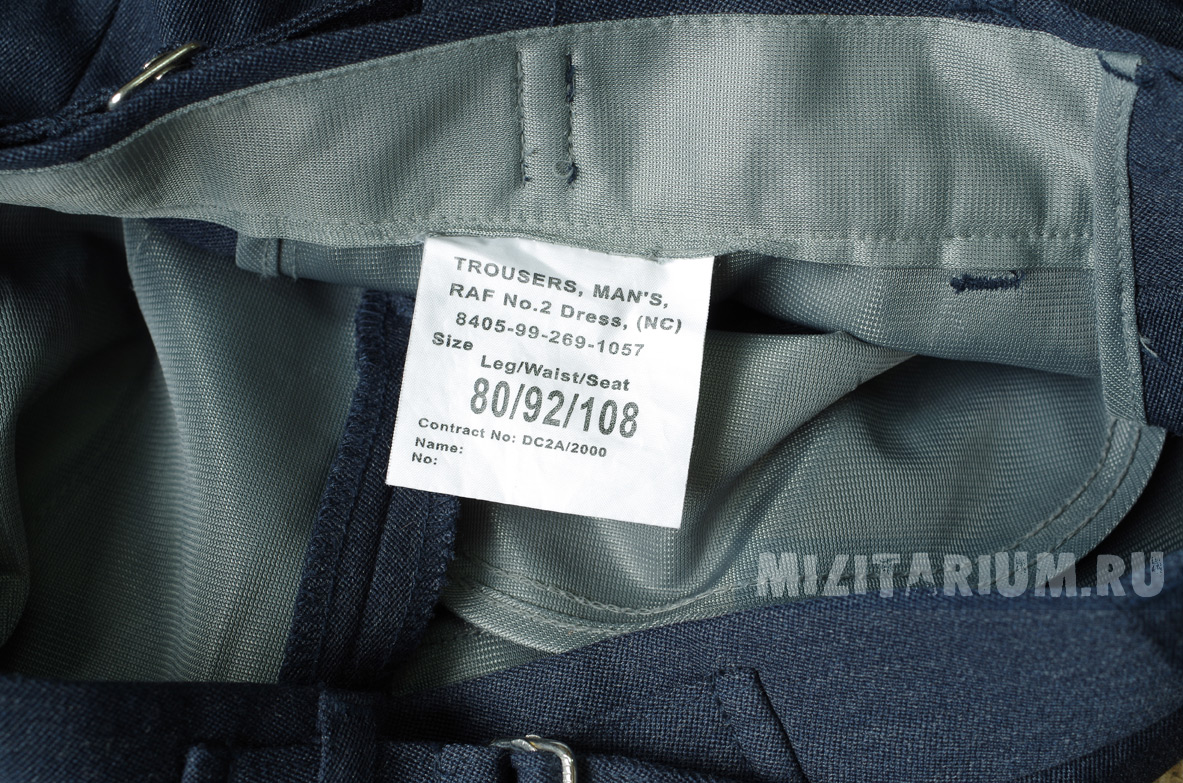 TROUSERS, MAN'S,
RAF No.2 Dress, (NC)
8405-99-269-1057
Size
Leg/Waist/Seat
80/92/108
Contract No: DC2A/2000
Name:
No:
MIZITARIUM.RU